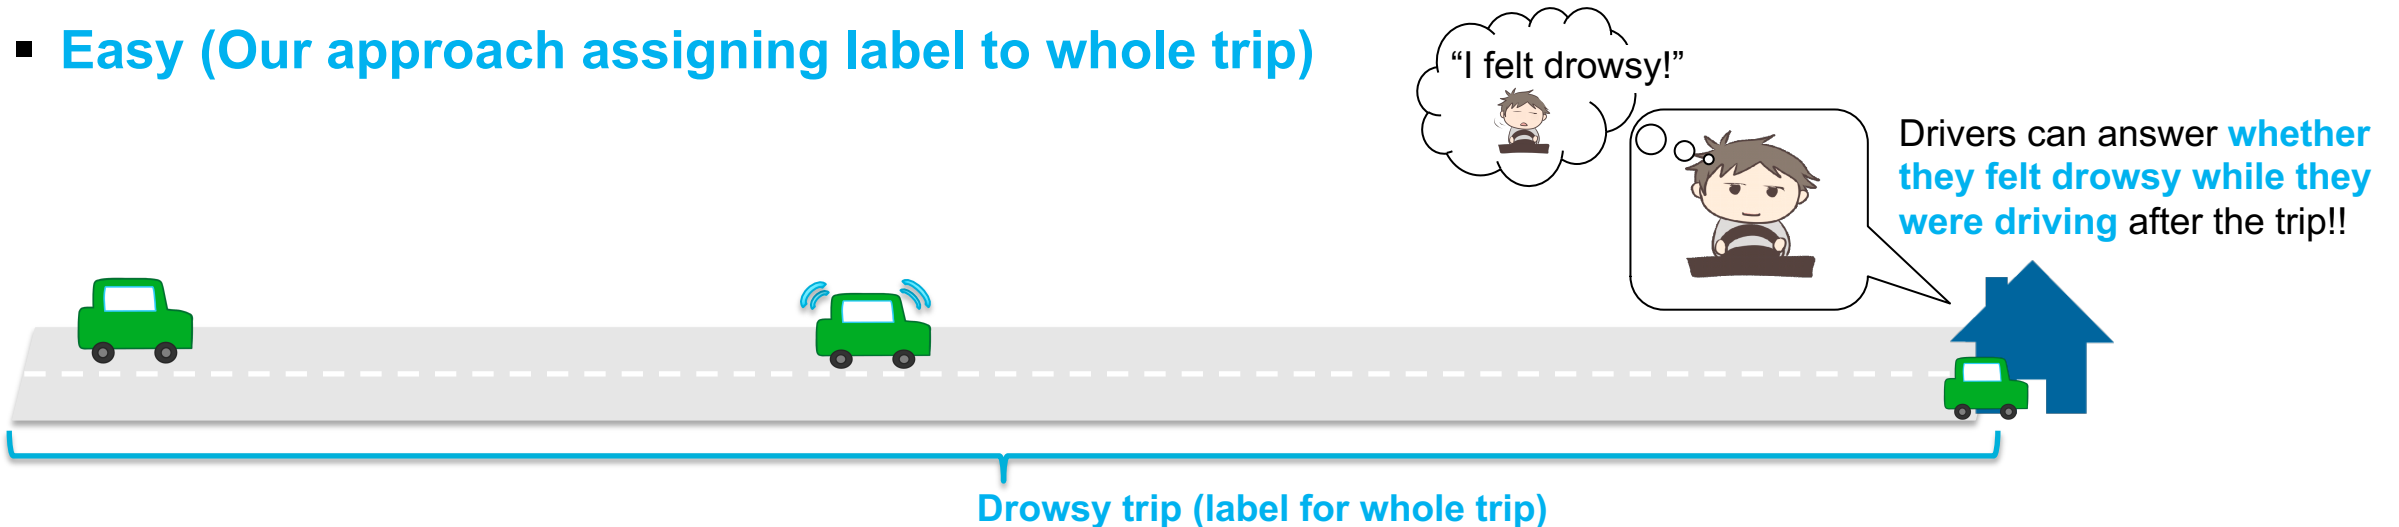 ▪ Easy (Our approach assigning label to whole trip)
“I felt drowsy!”
Drivers can answer whether
they felt drowsy while they
were driving after the trip!!
Drowsy trip (label for whole trip)